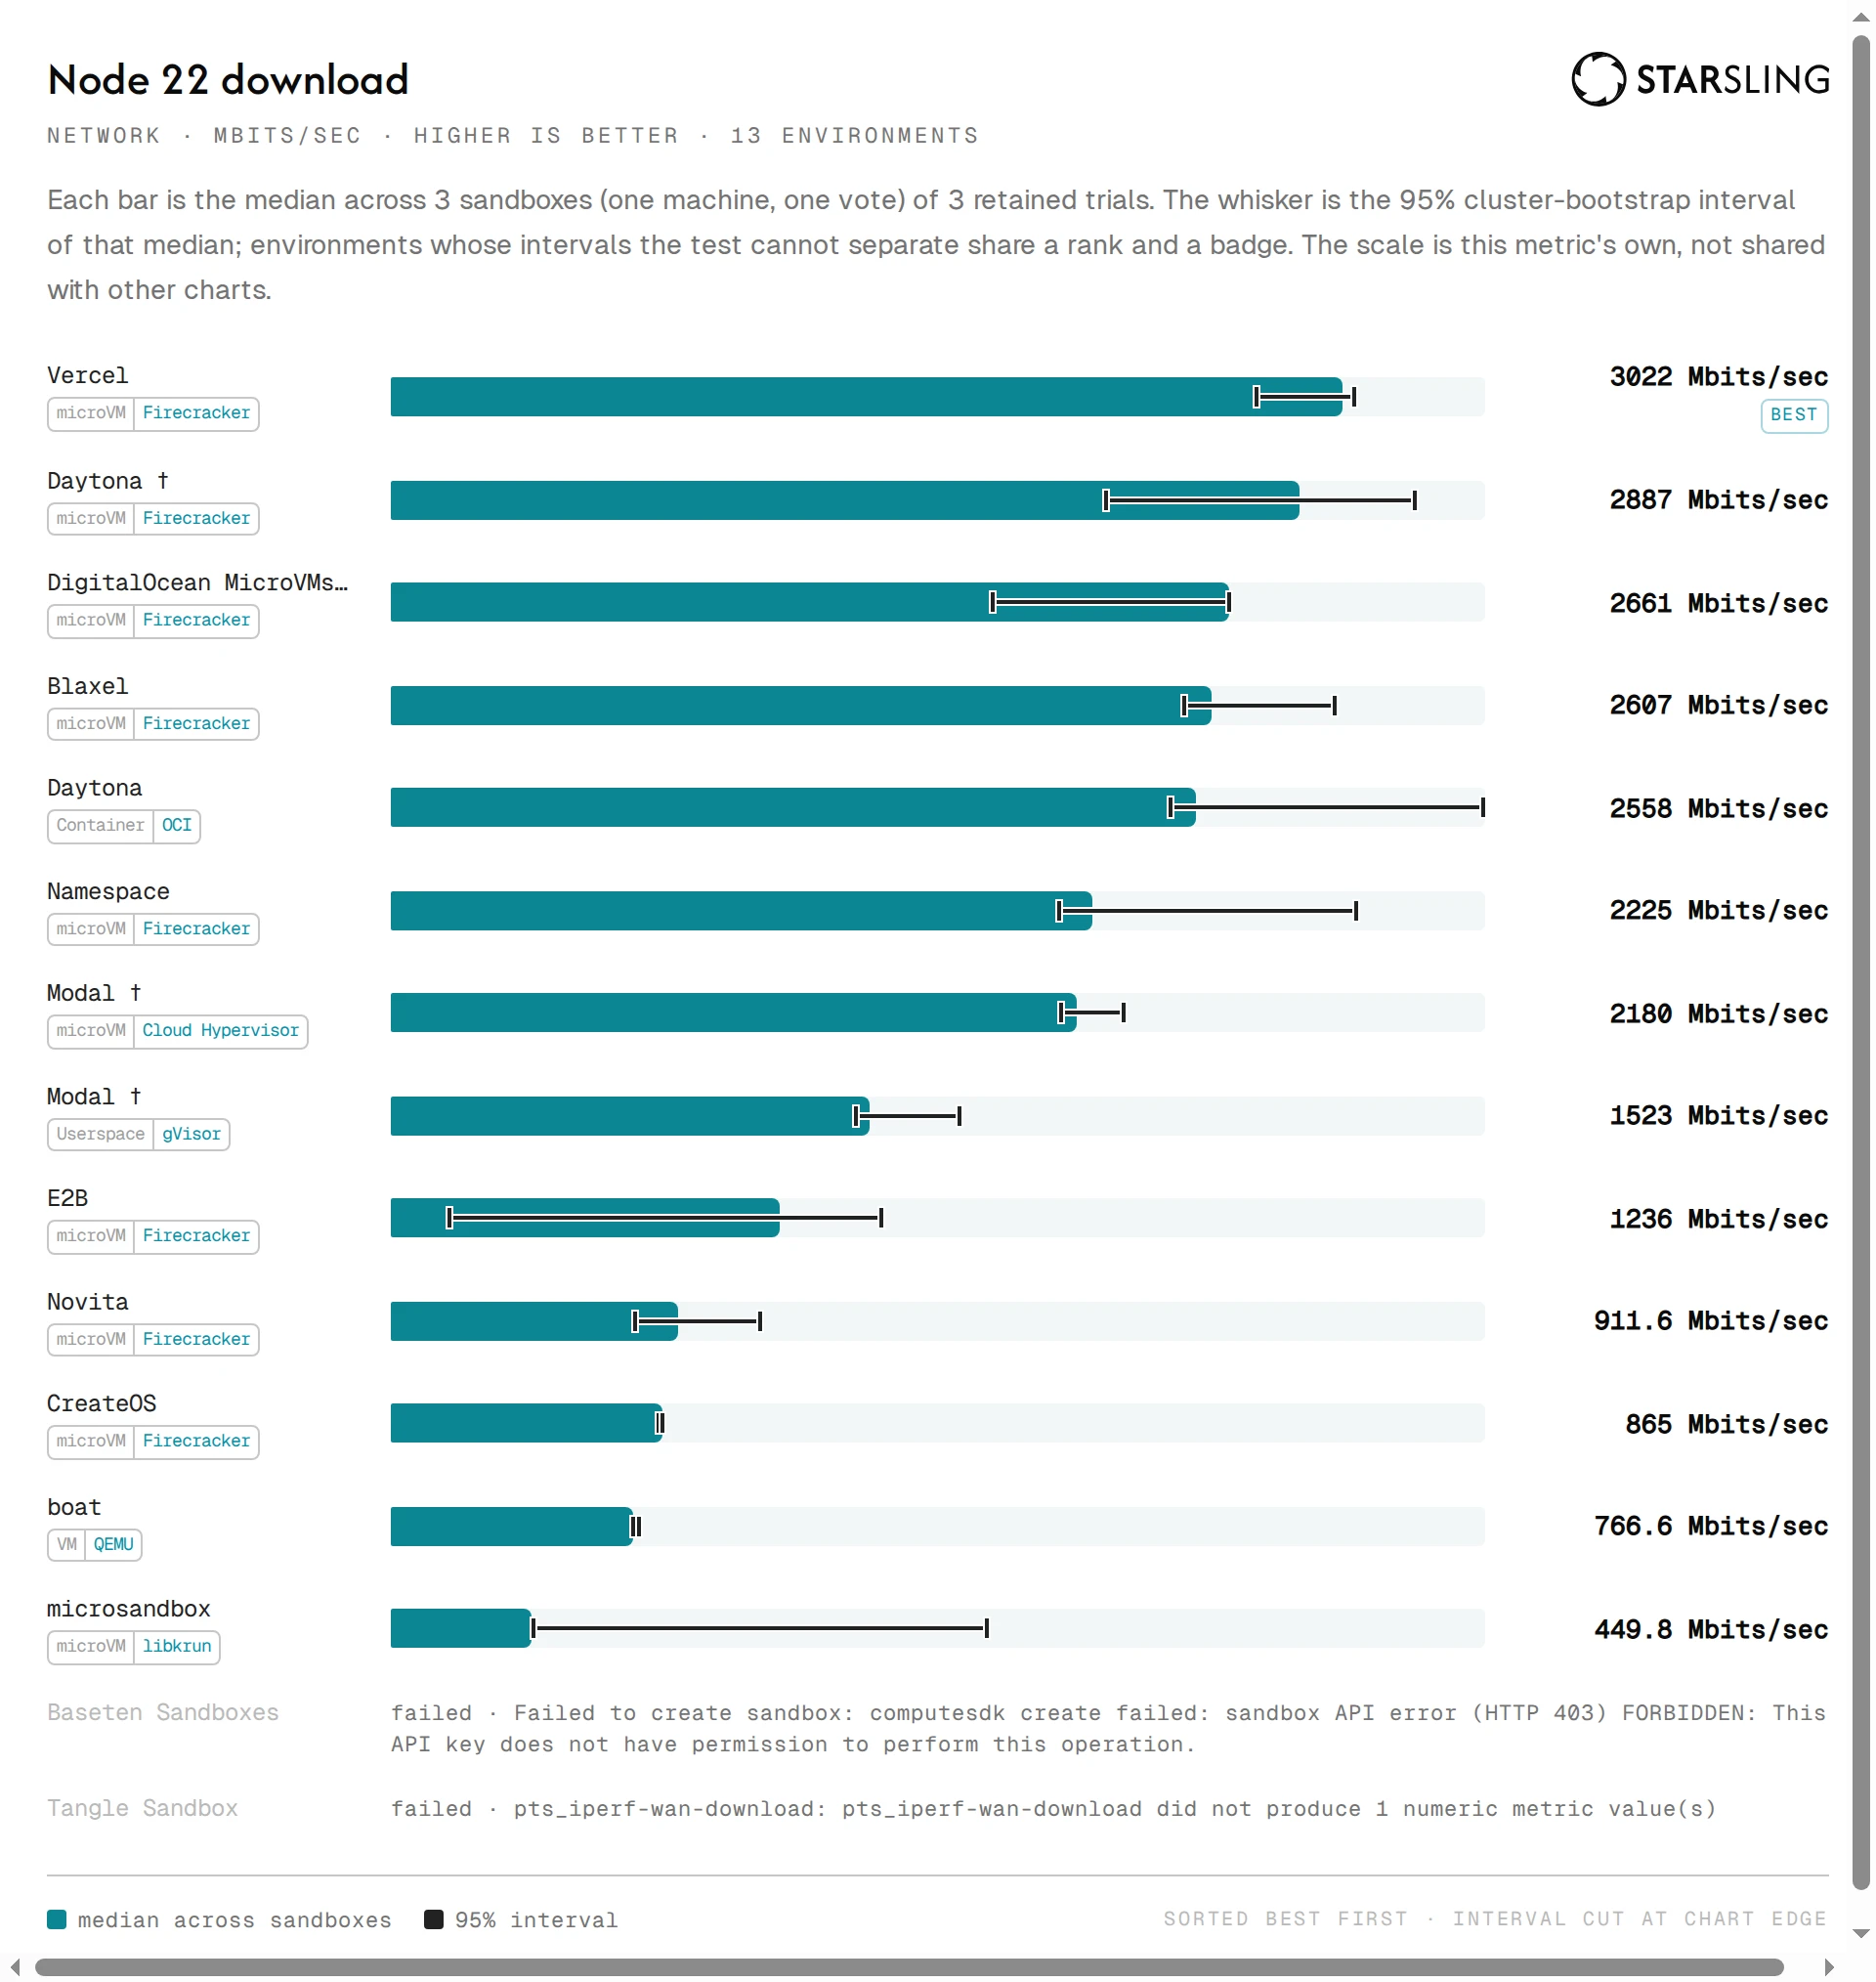 Node 22 download
STARSLING
NETWORK · MBITS/SEC · HIGHER IS BETTER · 13 ENVIRONMENTS
Each bar is the median across 3 sandboxes (one machine, one vote) of 3 retained trials. The whisker is the 95% cluster-bootstrap interval
of that median; environments whose intervals the test cannot separate share a rank and a badge. The scale is this metric's own, not shared
with other charts.
Vercel
microVM Firecracker
3022 Mbits/sec
BEST
Daytona †
microVM Firecracker
2887 Mbits/sec
DigitalOcean MicroVMs…
microVM Firecracker
2661 Mbits/sec
Blaxel
microVM Firecracker
2607 Mbits/sec
Daytona
Container OCI
2558 Mbits/sec
Namespace
microVM Firecracker
2225 Mbits/sec
Modal †
microVM Cloud Hypervisor
2180 Mbits/sec
Modal †
Userspace gVisor
1523 Mbits/sec
E2B
microVM Firecracker
1236 Mbits/sec
Novita
microVM Firecracker
911.6 Mbits/sec
CreateOS
microVM Firecracker
865 Mbits/sec
boat
VM QEMU
766.6 Mbits/sec
microsandbox
microVM libkrun
449.8 Mbits/sec
Baseten Sandboxes
failed · Failed to create sandbox: computesdk create failed: sandbox API error (HTTP 403) FORBIDDEN: This
API key does not have permission to perform this operation.
Tangle Sandbox
failed · pts_iperf-wan-download: pts_iperf-wan-download did not produce 1 numeric metric value(s)
median across sandboxes
95% interval
SORTED BEST FIRST · INTERVAL CUT AT CHART EDGE